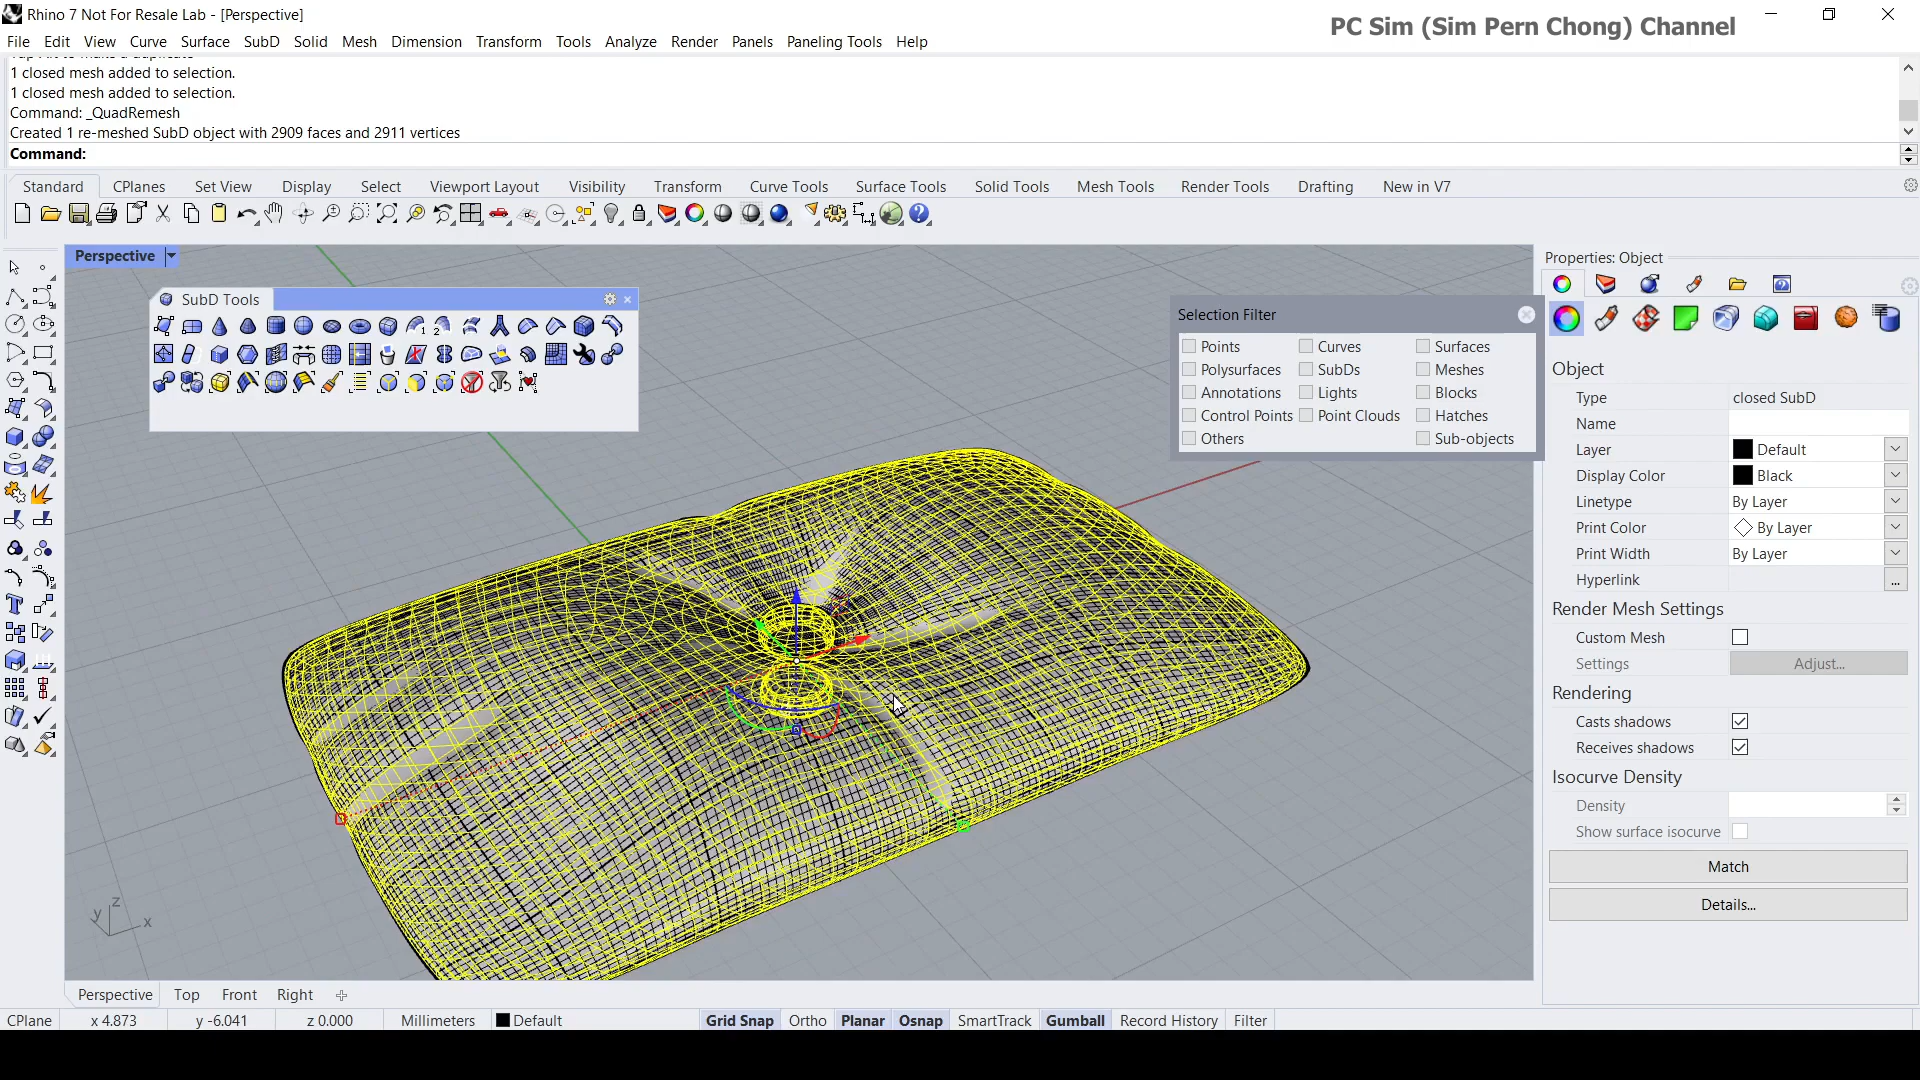 Rhino 7 Not For Resale Lab - [Perspective]
PC Sim (Sim Pern Chong) Channel
File Edit View Curve Surface SubD Solid Mesh Dimension Transform Tools Analyze Render Panels Paneling Tools Help
1 closed mesh added to selection.
1 closed mesh added to selection.
Command: _QuadRemesh
Created 1 re-meshed SubD object with 2909 faces and 2911 vertices
Command:
Standard CPlanes Set View Display Select Viewport Layout Visibility Transform Curve Tools Surface Tools Solid Tools Mesh Tools Render Tools Drafting New in V7
Perspective
SubD Tools
Selection Filter
Points Curves Surfaces
Polysurfaces SubDs Meshes
Annotations Lights Blocks
Control Points Point Clouds Hatches
Others Sub-objects
Properties: Object
Object
Type closed SubD
Name
Layer Default
Display Color Black
Linetype By Layer
Print Color By Layer
Print Width By Layer
Hyperlink ...
Render Mesh Settings
Custom Mesh
Settings Adjust...
Rendering
Casts shadows
Receives shadows
Isocurve Density
Density
Show surface isocurve
Match
Details...
z
y
x
Perspective Top Front Right
CPlane x 4.873 y -6.041 z 0.000 Millimeters Default Grid Snap Ortho Planar Osnap SmartTrack Gumball Record History Filter